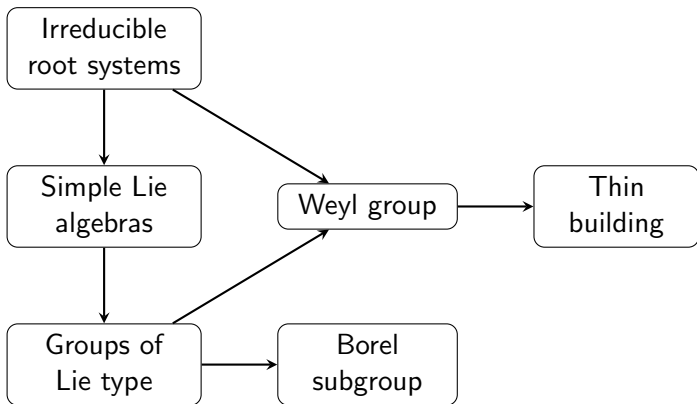 Irreducible
root systems
Simple Lie
algebras
Weyl group
Thin
building
Groups of
Lie type
Borel
subgroup